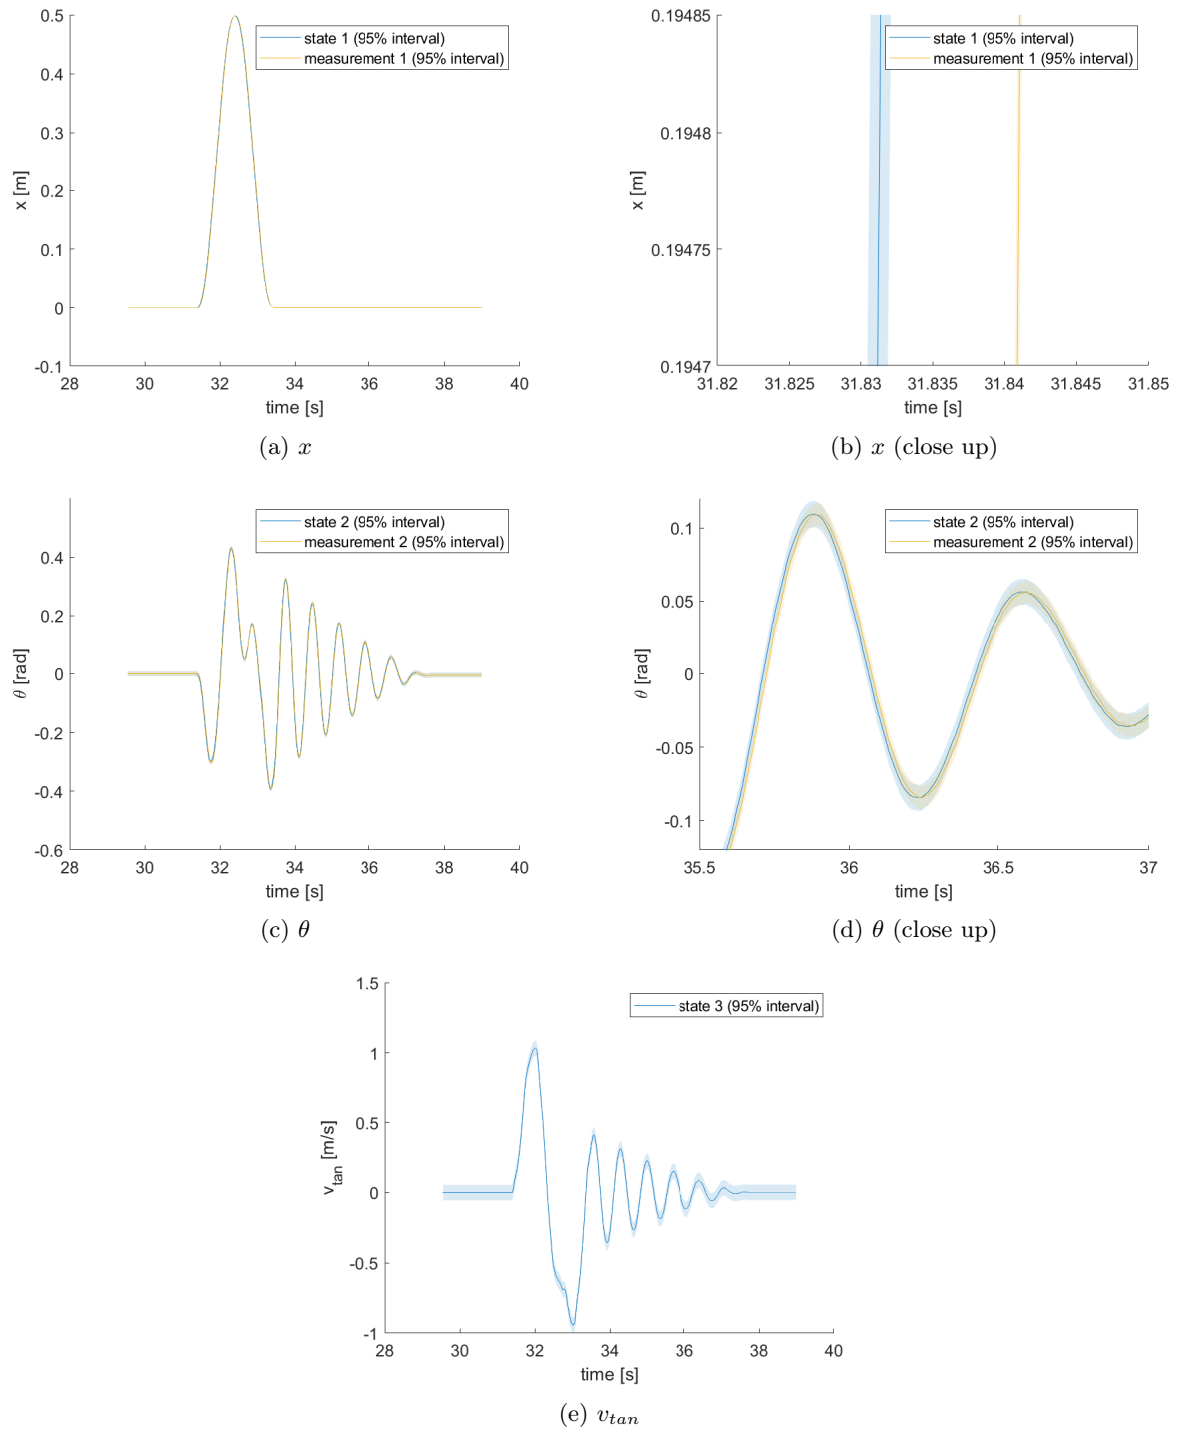 0.5
0.4
0.3
0.2
0.1
0
-0.1
x [m]
28 30 32 34 36 38 40
time [s]
state 1 (95% interval)
measurement 1 (95% interval)
(a) x
0.19485
0.1948
0.19475
0.1947
x [m]
31.82 31.825 31.83 31.835 31.84 31.845 31.85
time [s]
state 1 (95% interval)
measurement 1 (95% interval)
(b) x (close up)
0.4
0.2
0
-0.2
-0.4
-0.6
θ [rad]
28 30 32 34 36 38 40
time [s]
state 2 (95% interval)
measurement 2 (95% interval)
(c) θ
0.1
0.05
0
-0.05
-0.1
θ [rad]
35.5 36 36.5 37
time [s]
state 2 (95% interval)
measurement 2 (95% interval)
(d) θ (close up)
1.5
1
0.5
0
-0.5
-1
v_tan [m/s]
28 30 32 34 36 38 40
time [s]
state 3 (95% interval)
(e) v_tan